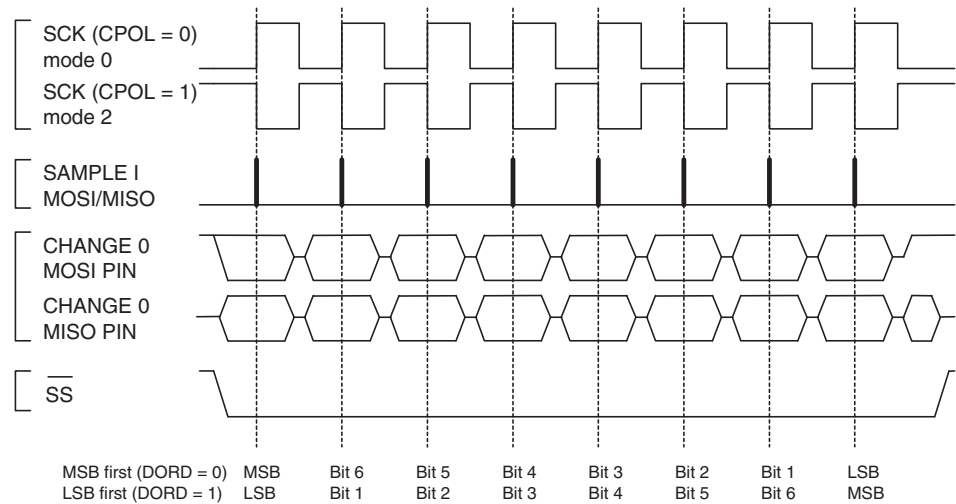 SCK (CPOL = 0)
mode 0
SCK (CPOL = 1)
mode 2
SAMPLE I
MOSI/MISO
CHANGE 0
MOSI PIN
CHANGE 0
MISO PIN
SS
MSB first (DORD = 0) MSB Bit 6 Bit 5 Bit 4 Bit 3 Bit 2 Bit 1 LSB
LSB first (DORD = 1) LSB Bit 1 Bit 2 Bit 3 Bit 4 Bit 5 Bit 6 MSB